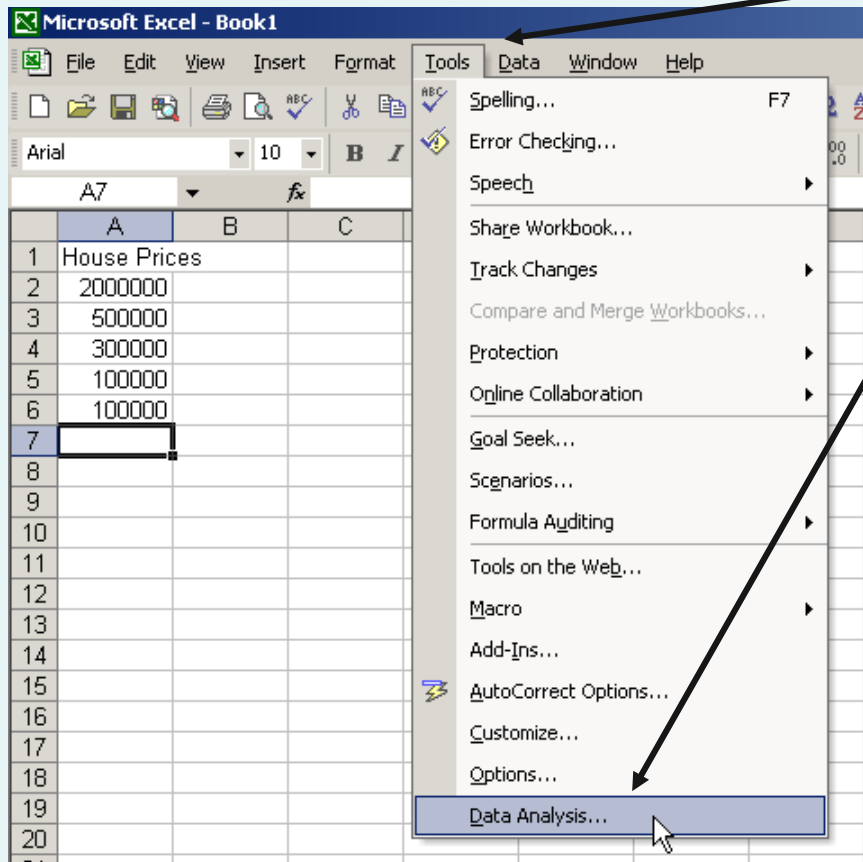 Microsoft Excel - Book1
File Edit View Insert Format Tools Data Window Help
ABC ABC
Arial 10 B I .00 .0
A7 fx
A B C
1 House Prices
2 2000000
3 500000
4 300000
5 100000
6 100000
7
8
9
10
11
12
13
14
15
16
17
18
19
20
Spelling... F7
Error Checking...
Speech
Share Workbook...
Track Changes
Compare and Merge Workbooks...
Protection
Online Collaboration
Goal Seek...
Scenarios...
Formula Auditing
Tools on the Web...
Macro
Add-Ins...
AutoCorrect Options...
Customize...
Options...
Data Analysis...